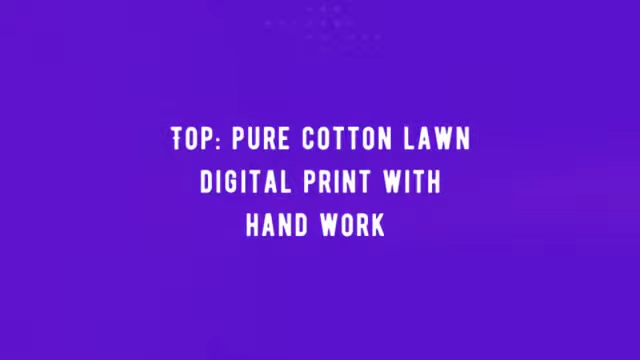 TOP: PURE COTTON LAWN
DIGITAL PRINT WITH
HAND WORK